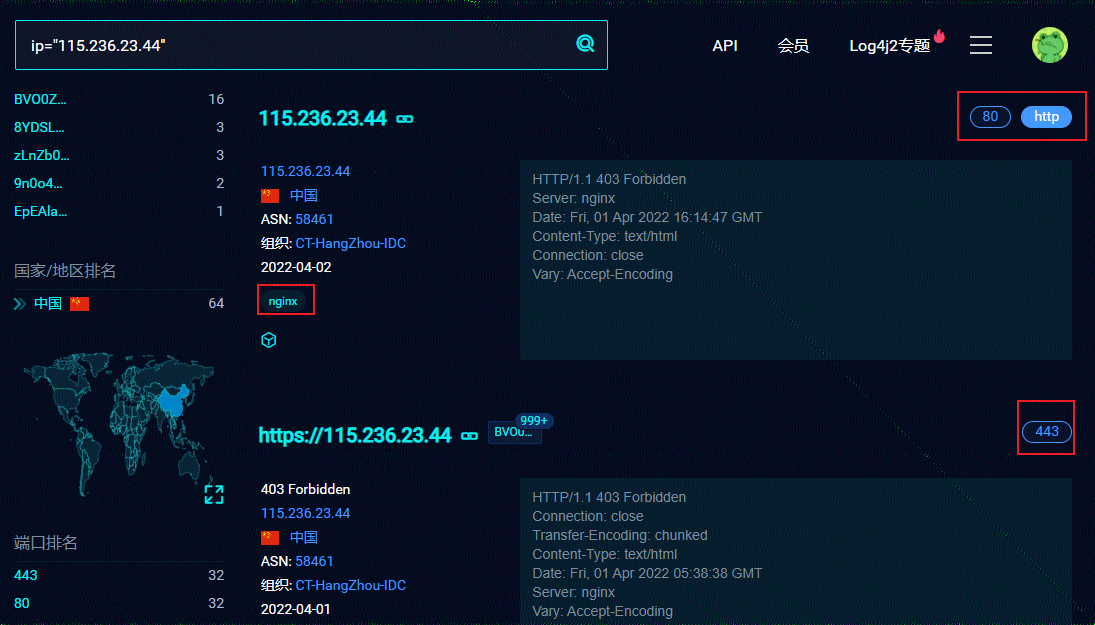 ip="115.236.23.44"
API
会员
Log4j2专题
BVO0Z... 16
8YDSL... 3
zLnZb0... 3
9n0o4... 2
EpEAla... 1
国家/地区排名
中国 64
端口排名
443 32
80 32
115.236.23.44
80 http
115.236.23.44
中国
ASN: 58461
组织: CT-HangZhou-IDC
2022-04-02
nginx
HTTP/1.1 403 Forbidden
Server: nginx
Date: Fri, 01 Apr 2022 16:14:47 GMT
Content-Type: text/html
Connection: close
Vary: Accept-Encoding
https://115.236.23.44
999+
BVOu...
443
403 Forbidden
115.236.23.44
中国
ASN: 58461
组织: CT-HangZhou-IDC
2022-04-01
HTTP/1.1 403 Forbidden
Connection: close
Transfer-Encoding: chunked
Content-Type: text/html
Date: Fri, 01 Apr 2022 05:38:38 GMT
Server: nginx
Vary: Accept-Encoding